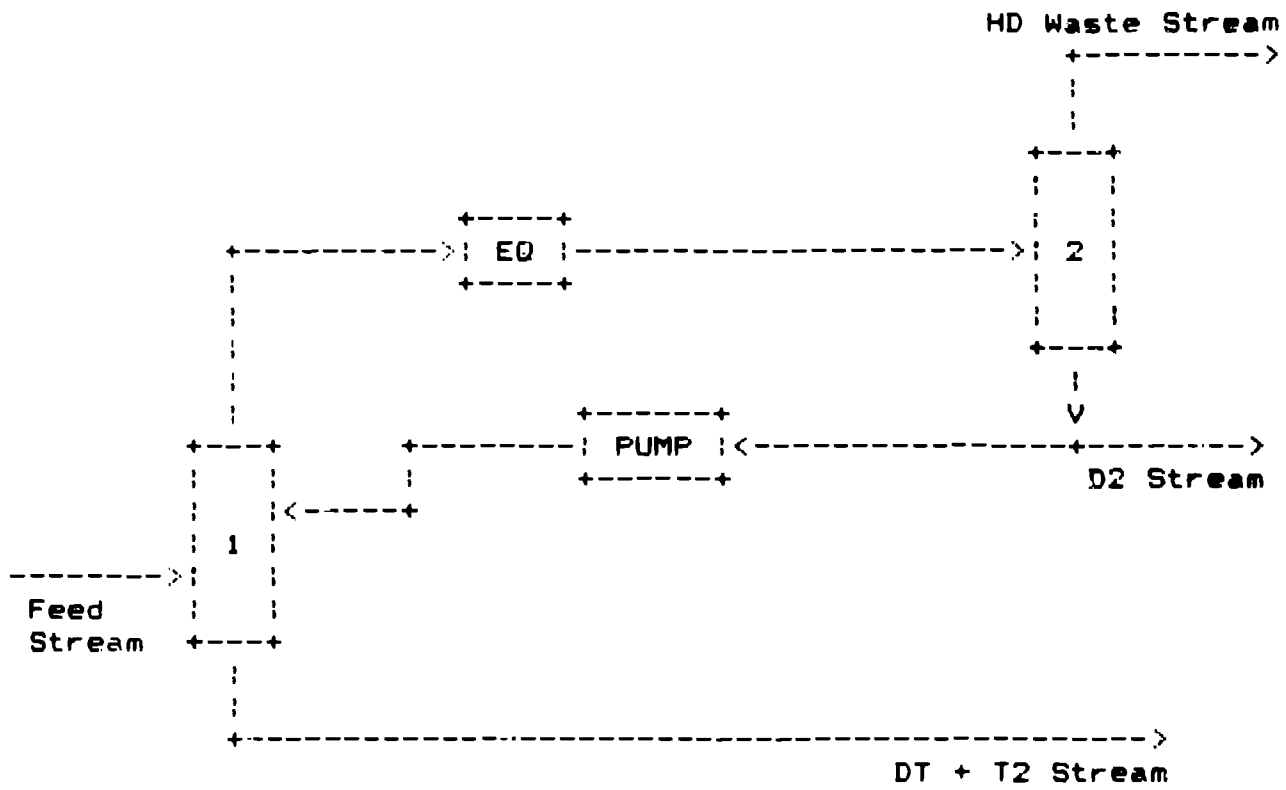 HD Waste Stream
EQ
2
PUMP
D2 Stream
1
Feed
Stream
DT + T2 Stream